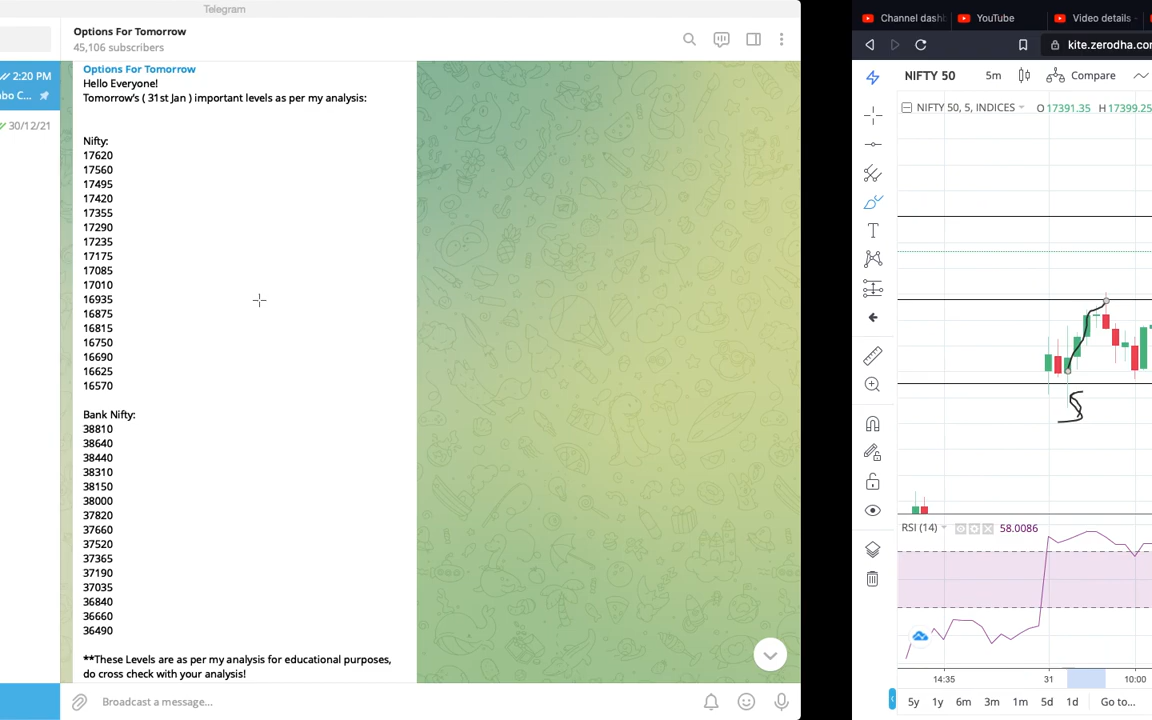 Telegram
Options For Tomorrow
45,106 subscribers
2:20 PM
bo C...
30/12/21
Options For Tomorrow
Hello Everyone!
Tomorrow's ( 31st Jan ) important levels as per my analysis:
Nifty:
17620
17560
17495
17420
17355
17290
17235
17175
17085
17010
16935
16875
16815
16750
16690
16625
16570
Bank Nifty:
38810
38640
38440
38310
38150
38000
37820
37660
37520
37365
37190
37035
36840
36660
36490
**These Levels are as per my analysis for educational purposes,
do cross check with your analysis!
Broadcast a message...
Channel dashb
YouTube
Video details -
kite.zerodha.com
NIFTY 50 5m Compare
NIFTY 50, 5, INDICES O17391.35 H17399.25
S
RSI (14) 58.0086
14:35 31 10:00
5y 1y 6m 3m 1m 5d 1d Go to...